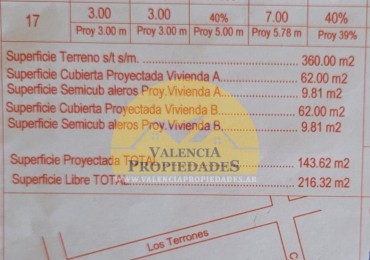 17 3.00 3.00 40% 7.00 40%
Proy 3.00 m Proy 3.00 m Proy 5.00 m Proy 5.78 m Proy 39%
Superficie Terreno s/t s/m. 360.00 m2
Superficie Cubierta Proyectada Vivienda A. 62.00 m2
Superficie Semicub aleros Proy.Vivienda A. 9.81 m2
Superficie Cubierta Proyectada Vivienda B. 62.00 m2
Superficie Semicub aleros Proy.Vivienda B. 9.81 m2
VALENCIA
PROPIEDADES
Superficie Proyectada TOTAL 143.62 m2
WWW.VALENCIAPROPIEDADES.AR
Superficie Libre TOTAL 216.32 m2
Los Terrones